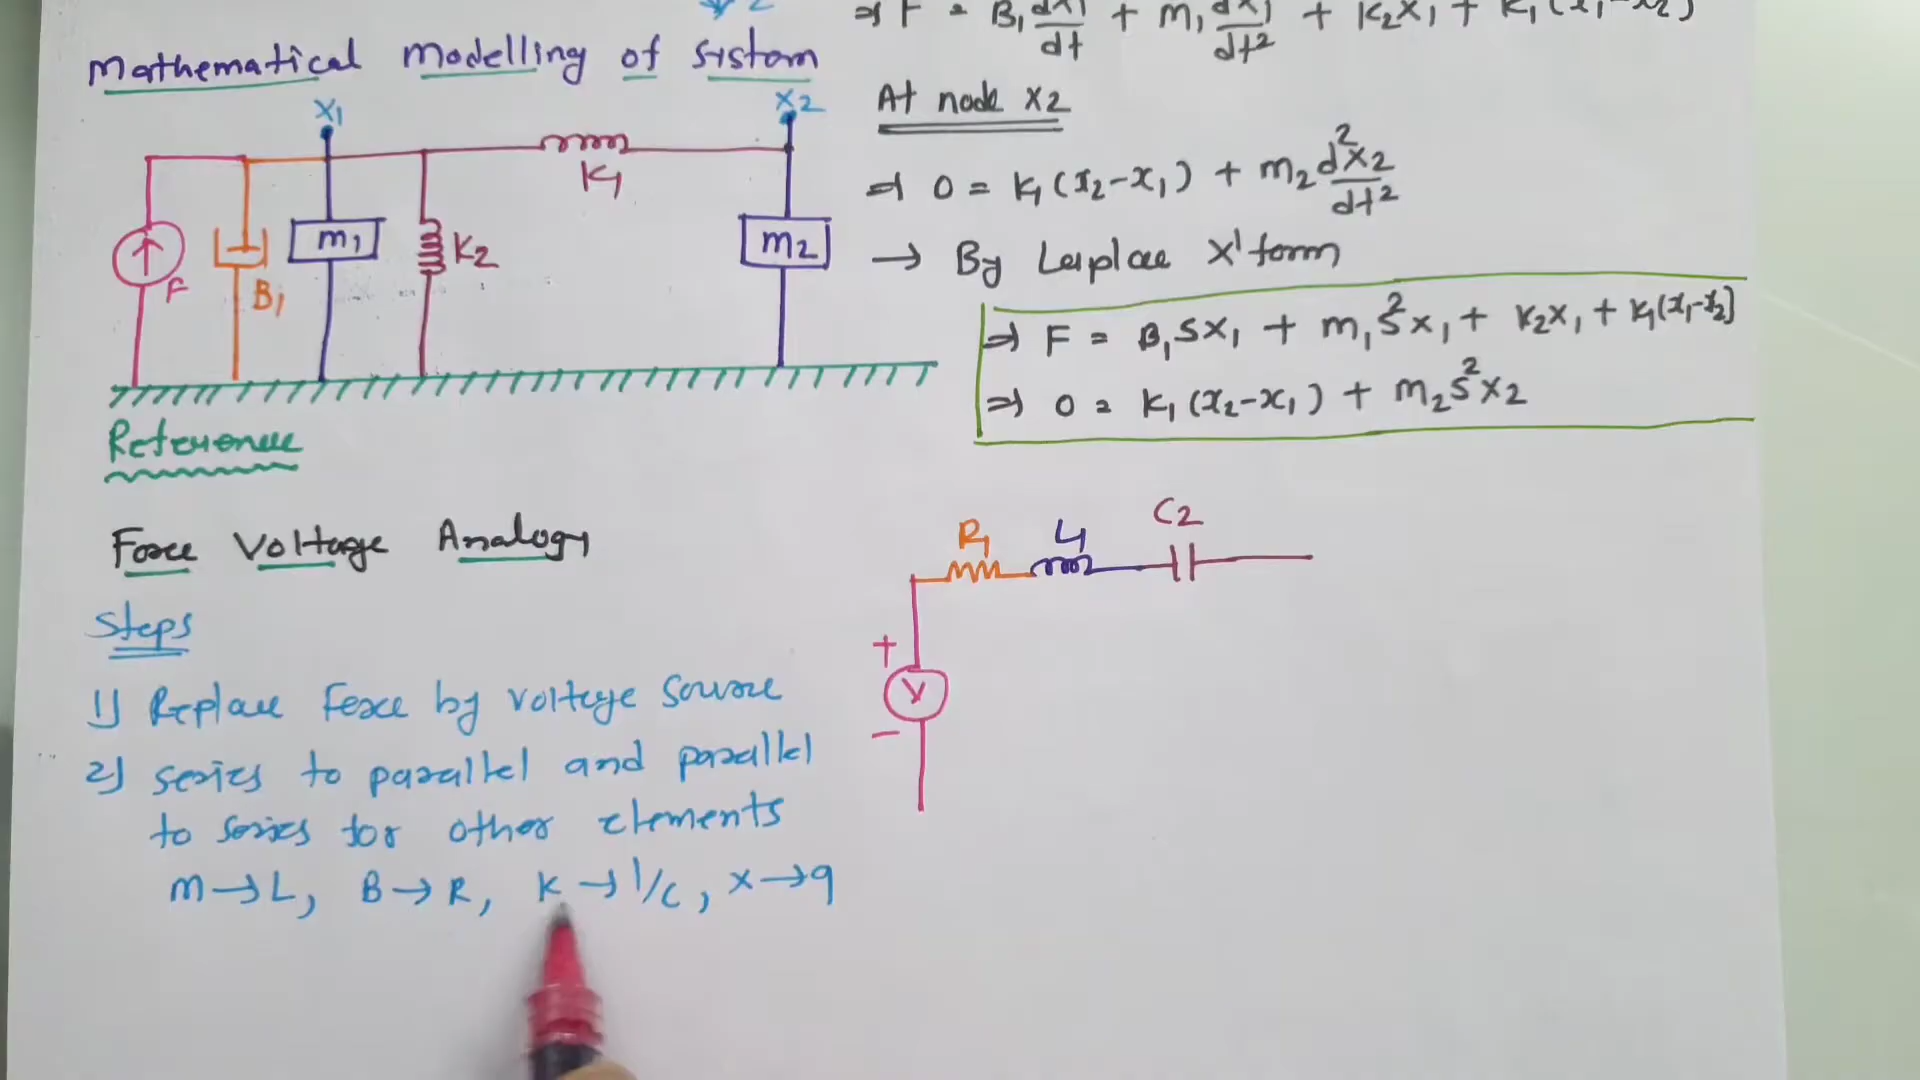 ⇒ F = B₁ dx₁/dt + m₁ dx₁/dt² + K₂x₁ + K₁(x₁-x₂)
Mathematical Modelling of System
At node x2
X1
X2
K1
F
B1
m1
K2
m2
⇒ 0 = K₁(x₂-x₁) + m₂ d²x₂/dt²
→ By Laplace X'form
⇒ F = B₁Sx₁ + m₁S²x₁ + K₂x₁ + K₁(x₁-x₂]
⇒ 0 = K₁(x₂-x₁) + m₂S²x₂
Reference
Force Voltage Analogy
R1
L1
C2
+
V
-
Steps
1) Replace Force by voltage source
2) series to parallel and parallel
to series for other elements
m→L, B→R, K→1/C, x→q